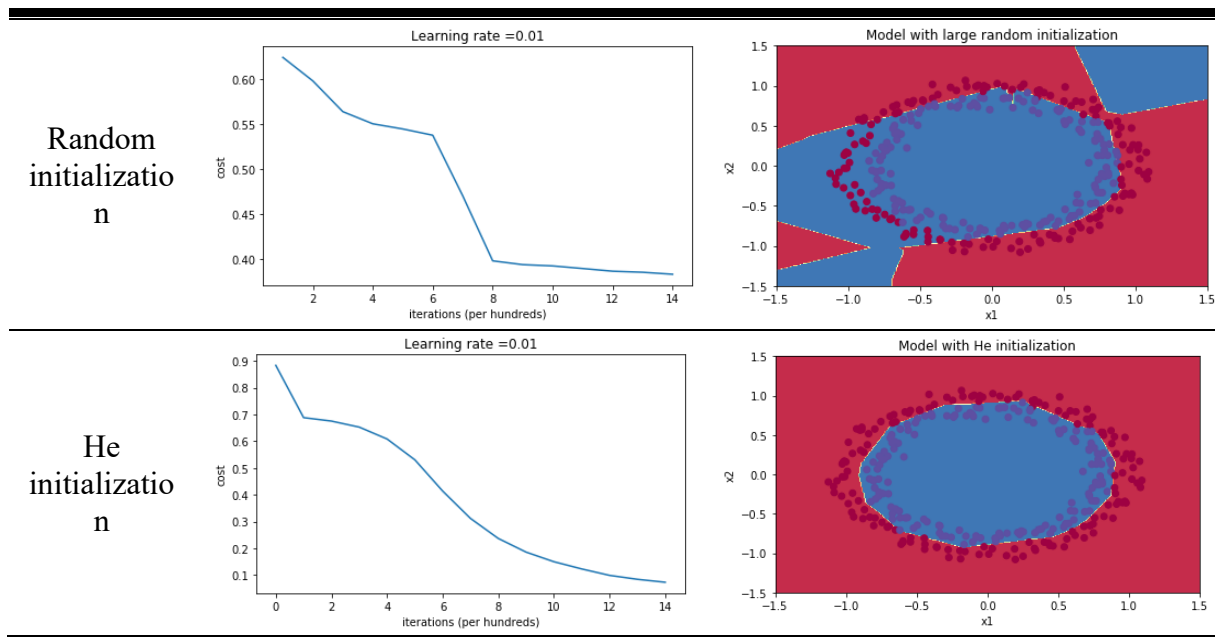 Random
initializatio
n
Learning rate =0.01
cost
0.60
0.55
0.50
0.45
0.40
2 4 6 8 10 12 14
iterations (per hundreds)
Model with large random initialization
x2
1.5
1.0
0.5
0.0
−0.5
−1.0
−1.5
−1.5 −1.0 −0.5 0.0 0.5 1.0 1.5
x1
He
initializatio
n
Learning rate =0.01
cost
0.9
0.8
0.7
0.6
0.5
0.4
0.3
0.2
0.1
0 2 4 6 8 10 12 14
iterations (per hundreds)
Model with He initialization
x2
1.5
1.0
0.5
0.0
−0.5
−1.0
−1.5
−1.5 −1.0 −0.5 0.0 0.5 1.0 1.5
x1